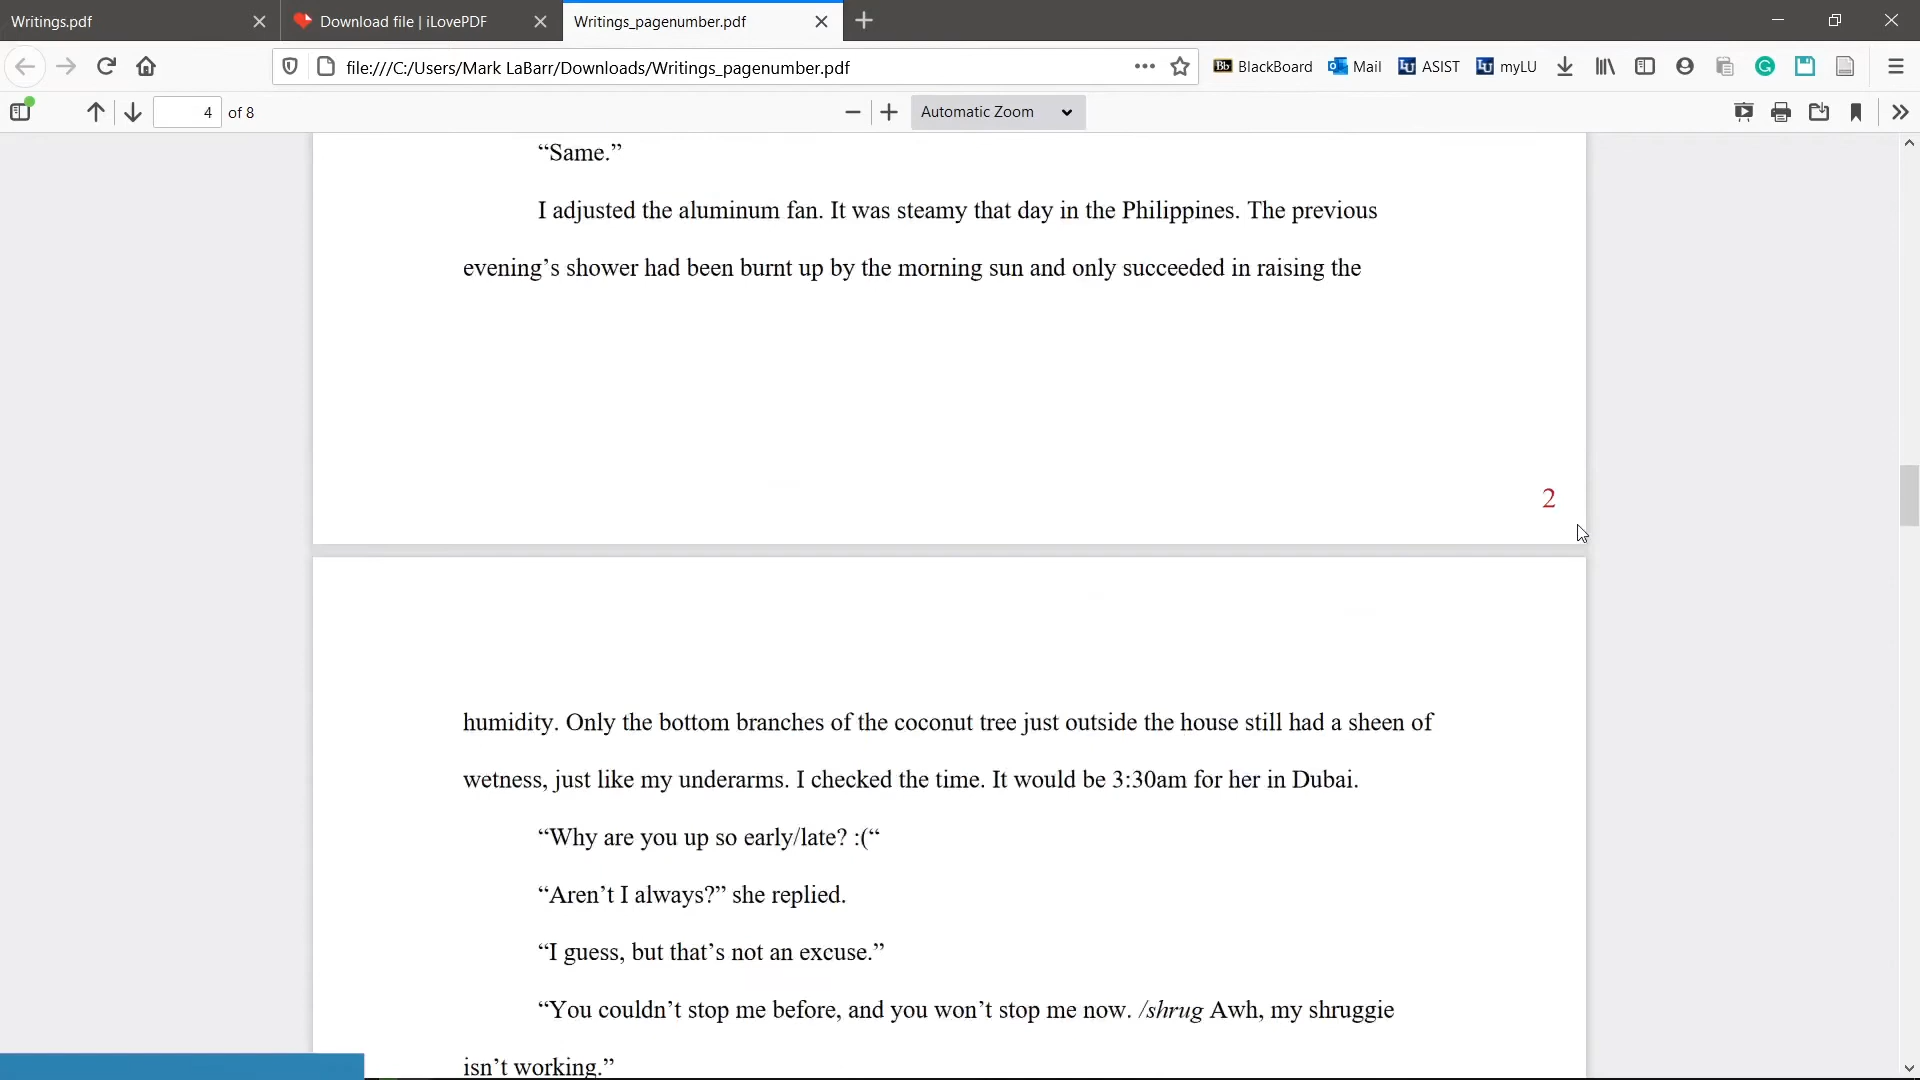 Writings.pdf
Download file | iLovePDF
Writings_pagenumber.pdf
file:///C:/Users/Mark LaBarr/Downloads/Writings_pagenumber.pdf
Bb BlackBoard
Mail
LU ASIST
LU myLU
4 of 8
Automatic Zoom
“Same.”
I adjusted the aluminum fan. It was steamy that day in the Philippines. The previous
evening’s shower had been burnt up by the morning sun and only succeeded in raising the
2
humidity. Only the bottom branches of the coconut tree just outside the house still had a sheen of
wetness, just like my underarms. I checked the time. It would be 3:30am for her in Dubai.
“Why are you up so early/late? :(“
“Aren’t I always?” she replied.
“I guess, but that’s not an excuse.”
“You couldn’t stop me before, and you won’t stop me now. /shrug Awh, my shruggie
isn’t working.”